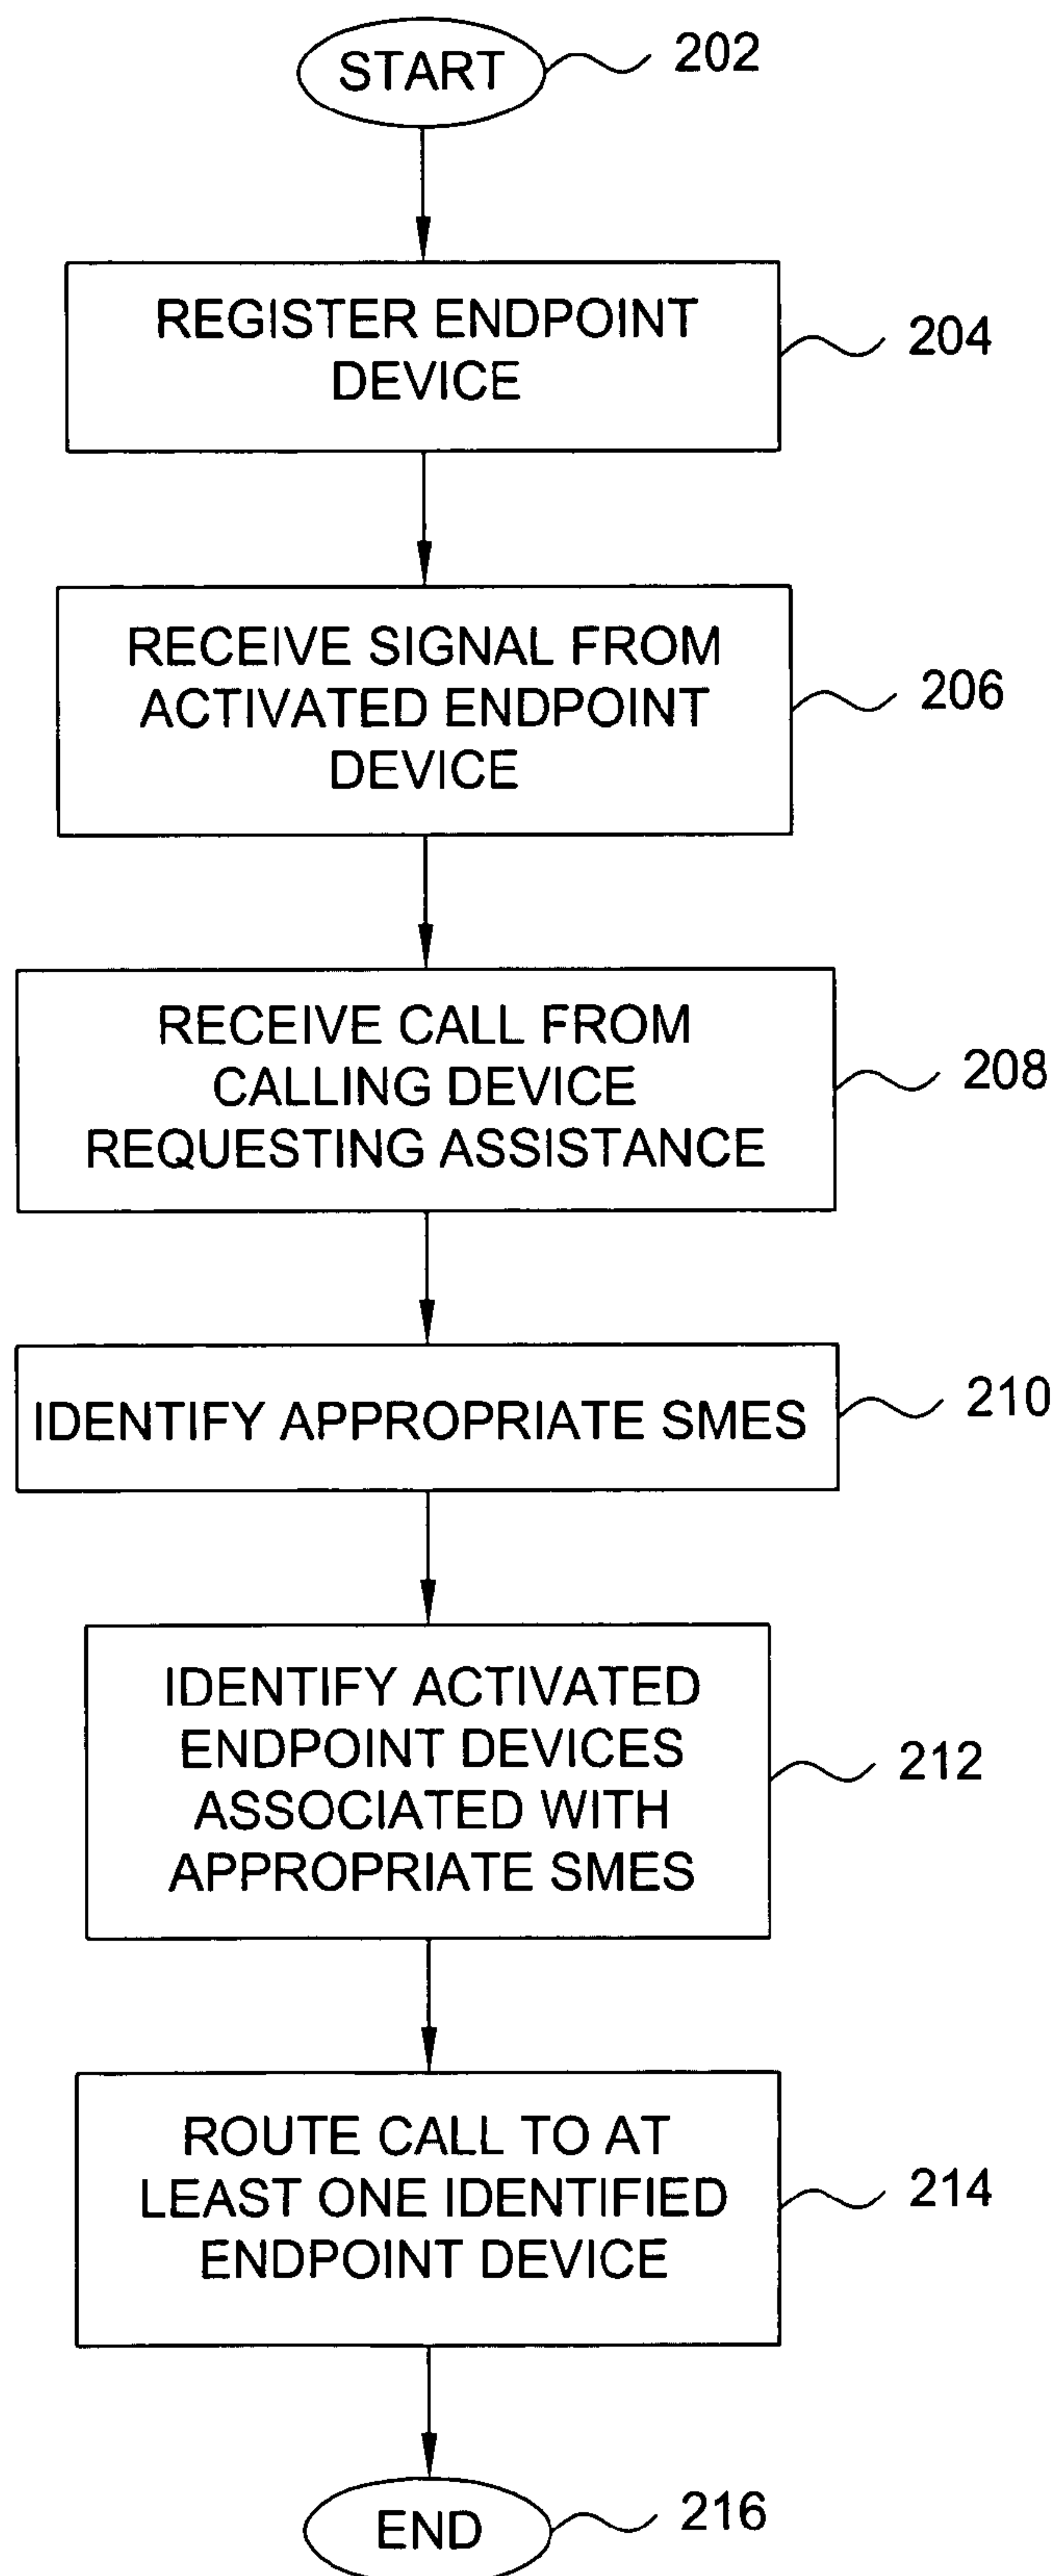 START
202
REGISTER ENDPOINT
DEVICE
204
RECEIVE SIGNAL FROM
ACTIVATED ENDPOINT
DEVICE
206
RECEIVE CALL FROM
CALLING DEVICE
REQUESTING ASSISTANCE
208
IDENTIFY APPROPRIATE SMES
210
IDENTIFY ACTIVATED
ENDPOINT DEVICES
ASSOCIATED WITH
APPROPRIATE SMES
212
ROUTE CALL TO AT
LEAST ONE IDENTIFIED
ENDPOINT DEVICE
214
END
216